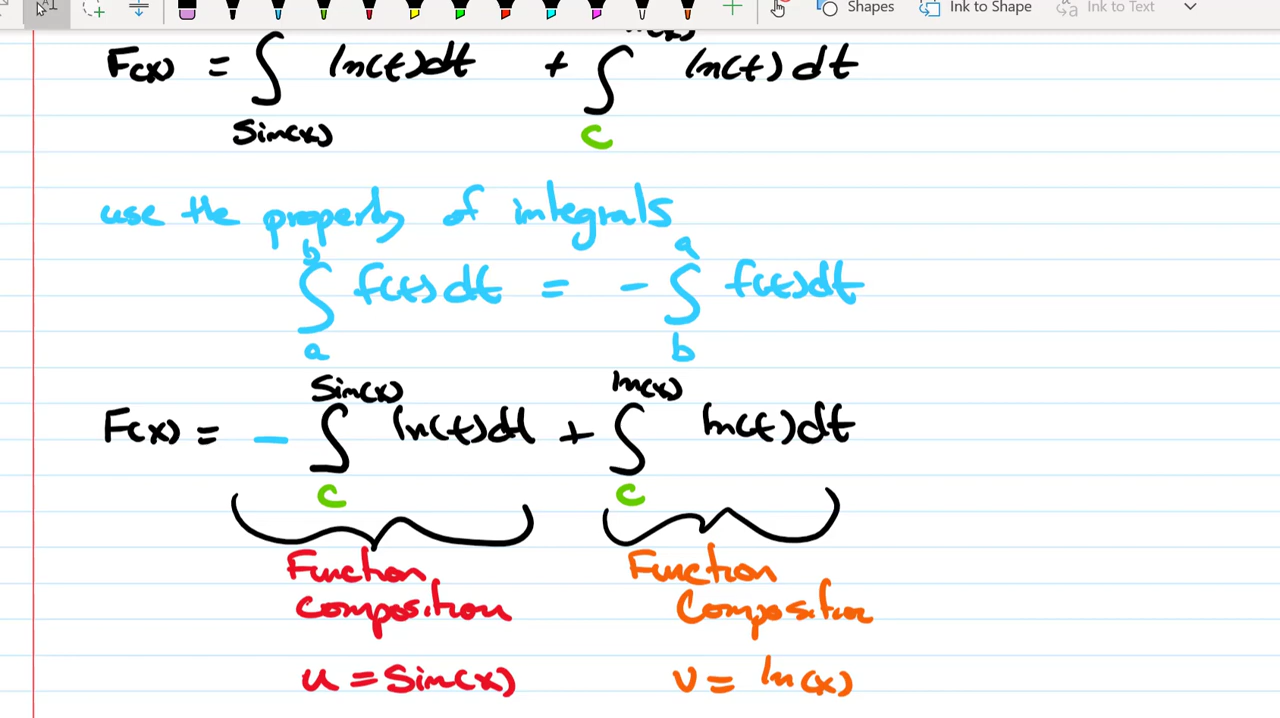 Shapes Ink to Shape Ink to Text
F(x) = ∫ ln(t)dt + ∫ ln(t) dt
sin(x) c
use the property of integrals
b a
∫ f(t)dt = - ∫ f(t)dt
a b
sin(x) ln(x)
F(x) = - ∫ ln(t)dt + ∫ ln(t)dt
c c
Function Function
composition Composition
u = sin(x) v = ln(x)